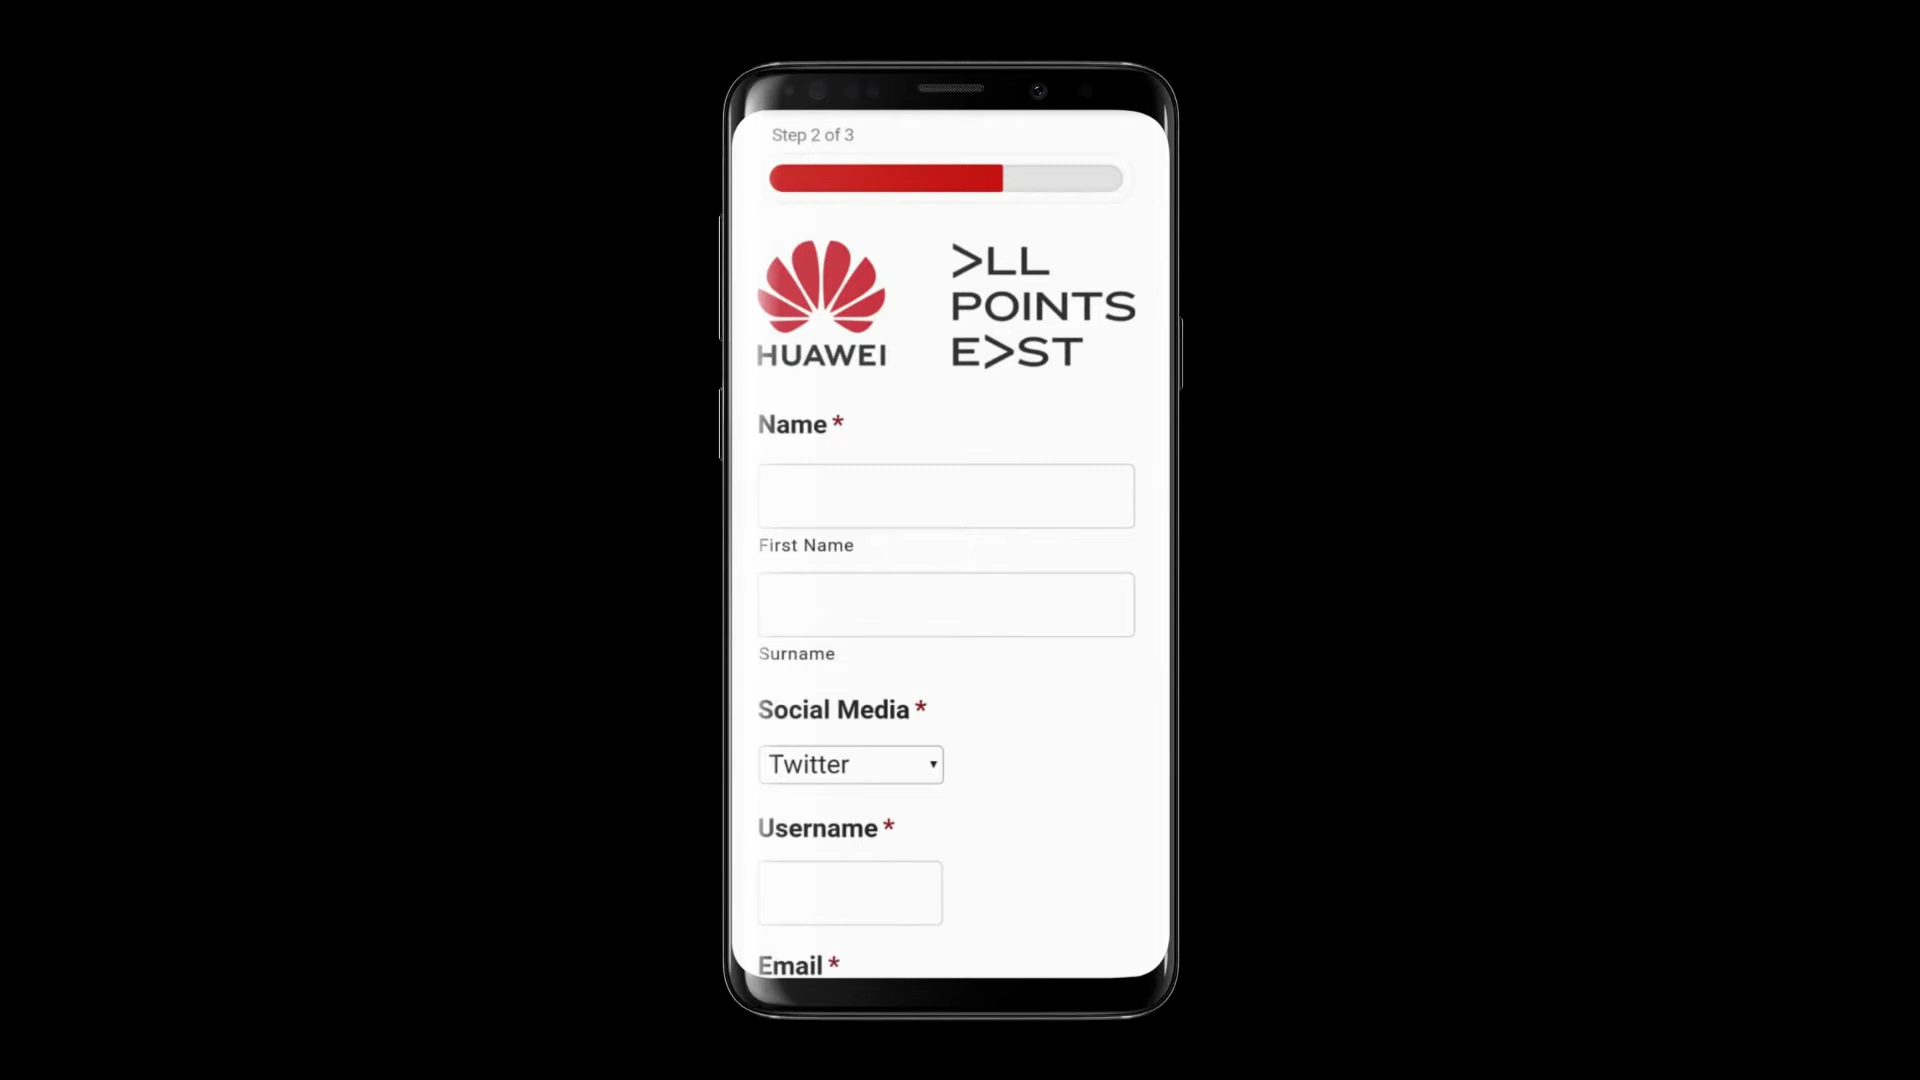 Step 2 of 3
HUAWEI
>LL
POINTS
E>ST
Name *
First Name
Surname
Social Media *
Twitter
Username *
Email *